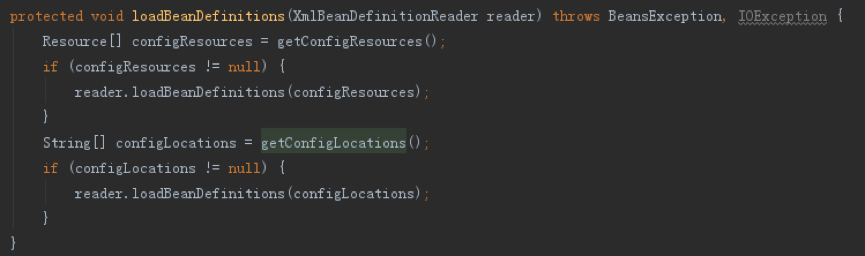 protected void loadBeanDefinitions(XmlBeanDefinitionReader reader) throws BeansException, IOException {
    Resource[] configResources = getConfigResources();
    if (configResources != null) {
        reader.loadBeanDefinitions(configResources);
    }
    String[] configLocations = getConfigLocations();
    if (configLocations != null) {
        reader.loadBeanDefinitions(configLocations);
    }
}